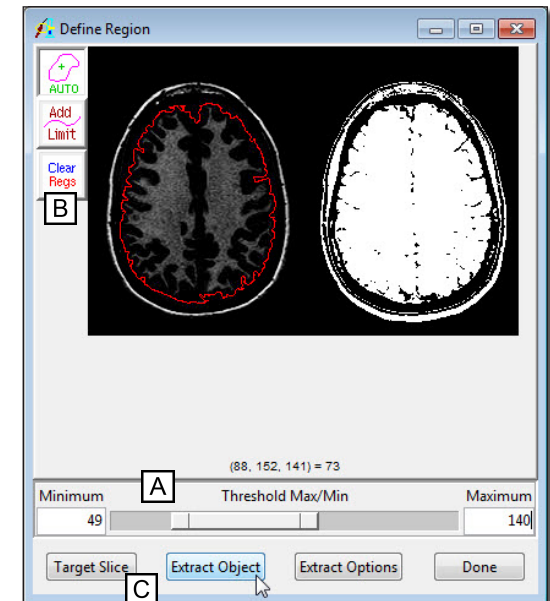 Define Region
AUTO
Add
Limit
Clear
Regs
B
(88, 152, 141) = 73
A
Minimum Threshold Max/Min Maximum
49 140
Target Slice Extract Object Extract Options Done
C